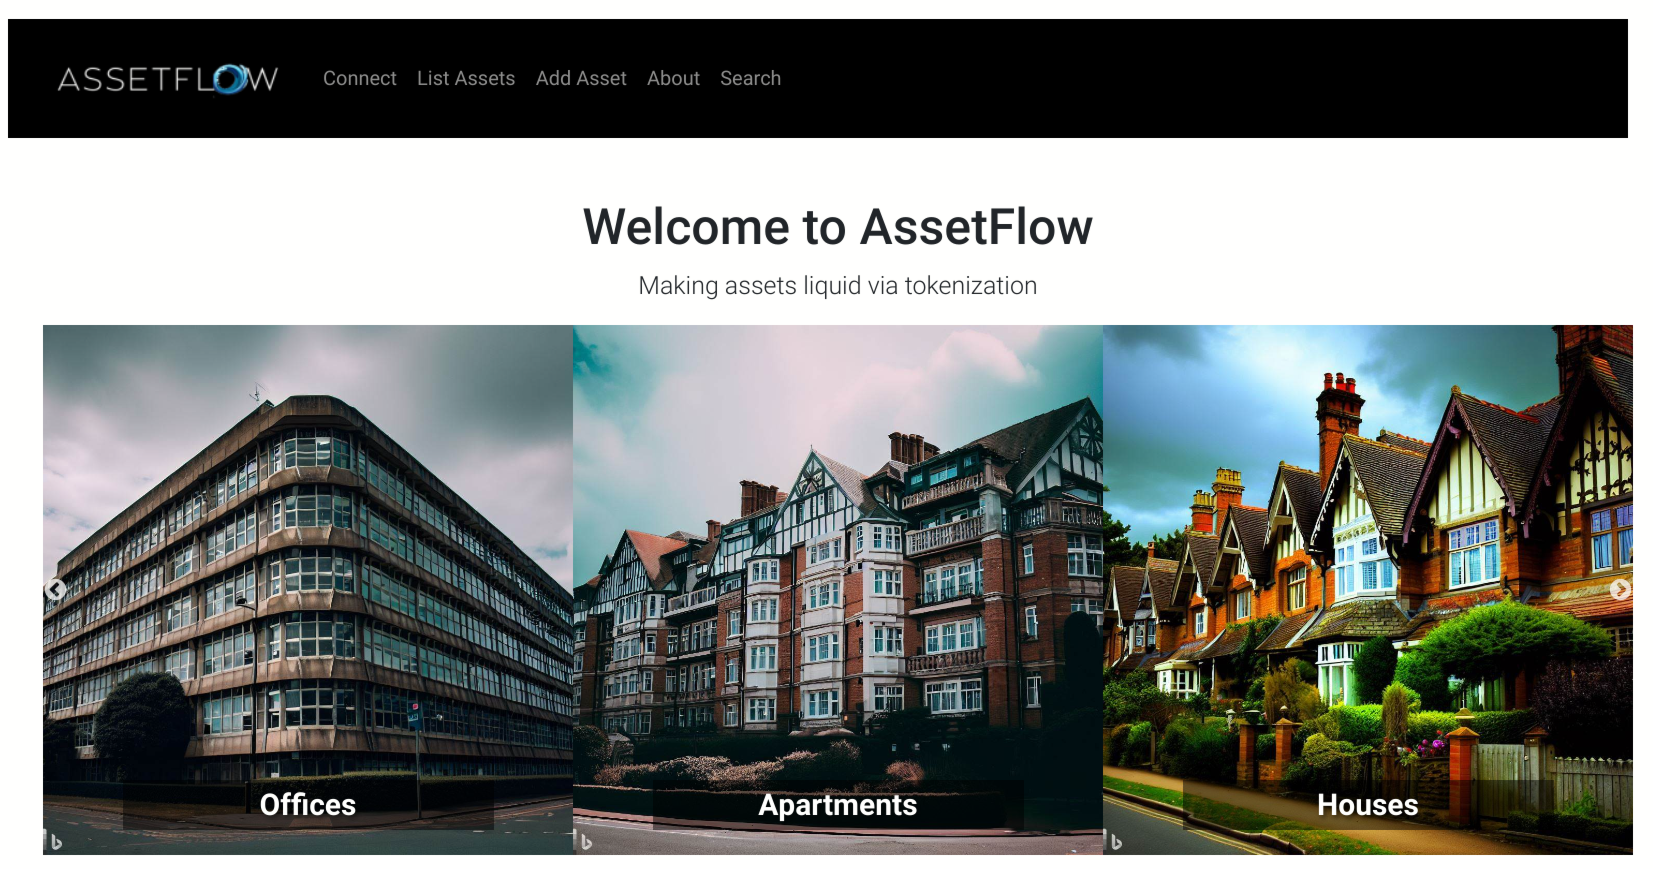 ASSETFLOW
Connect List Assets Add Asset About Search
Welcome to AssetFlow
Making assets liquid via tokenization
Offices
Apartments
Houses